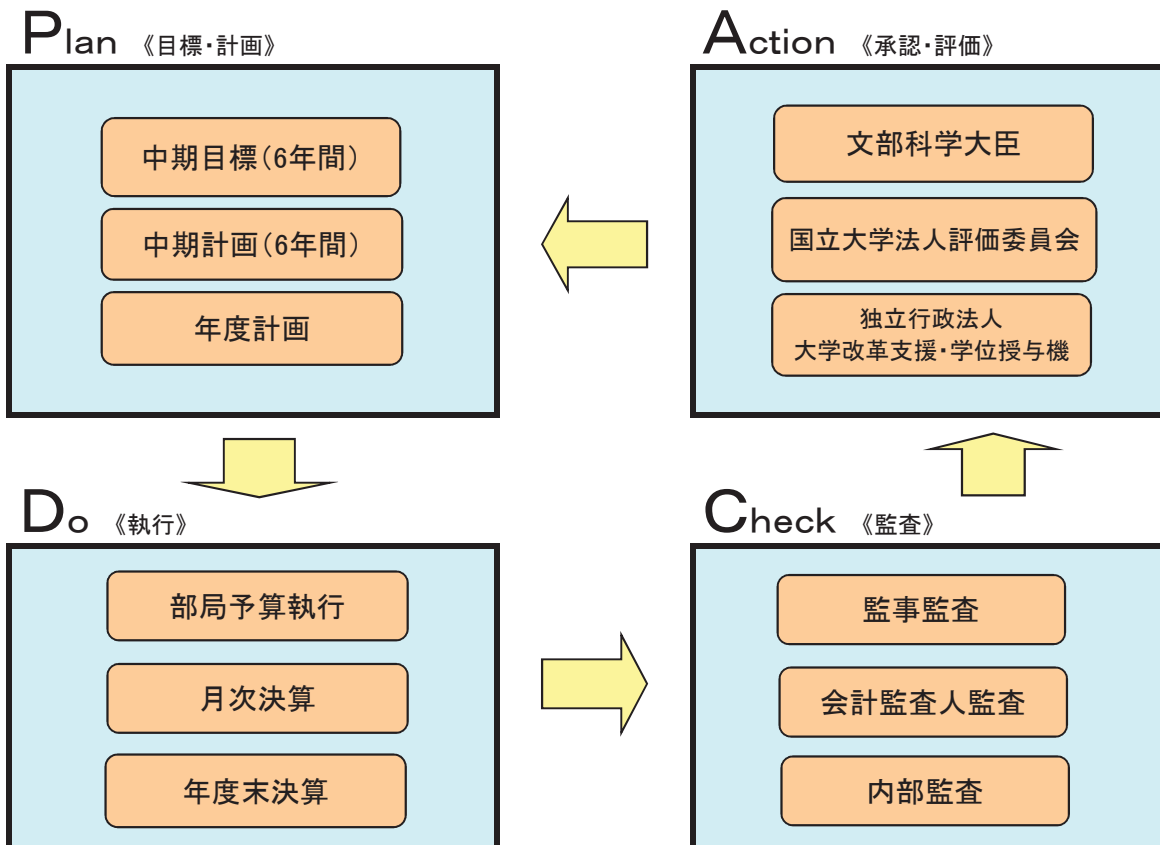 Plan 《目標・計画》
中期目標(6年間)
中期計画(6年間)
年度計画
Action 《承認・評価》
文部科学大臣
国立大学法人評価委員会
独立行政法人
大学改革支援・学位授与機
Do 《執行》
部局予算執行
月次決算
年度末決算
Check 《監査》
監事監査
会計監査人監査
内部監査